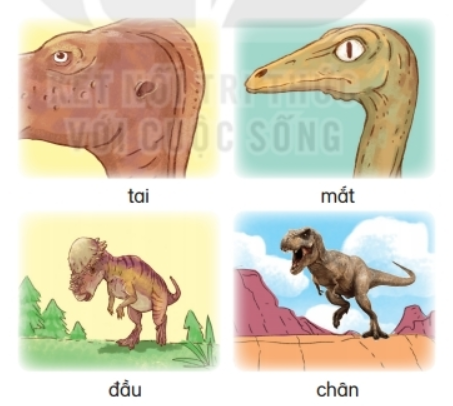 KẾT NỐI TRI THỨC
VỚI CUỘC SỐNG
tai
mắt
đầu
chân